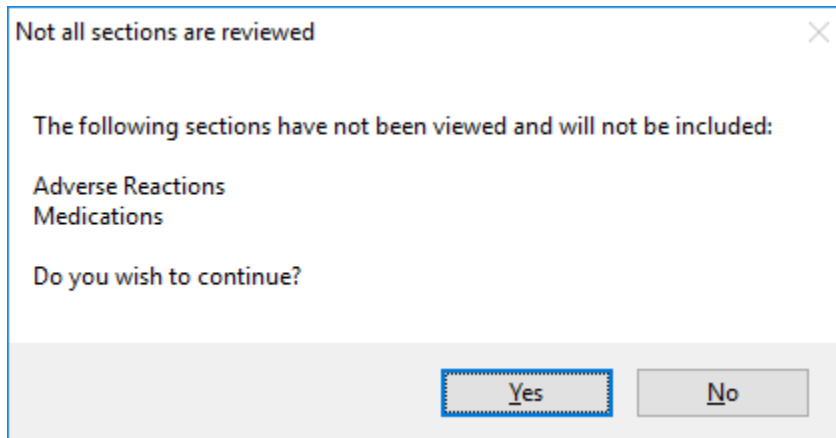 Not all sections are reviewed
The following sections have not been viewed and will not be included:
Adverse Reactions
Medications
Do you wish to continue?
Yes
No